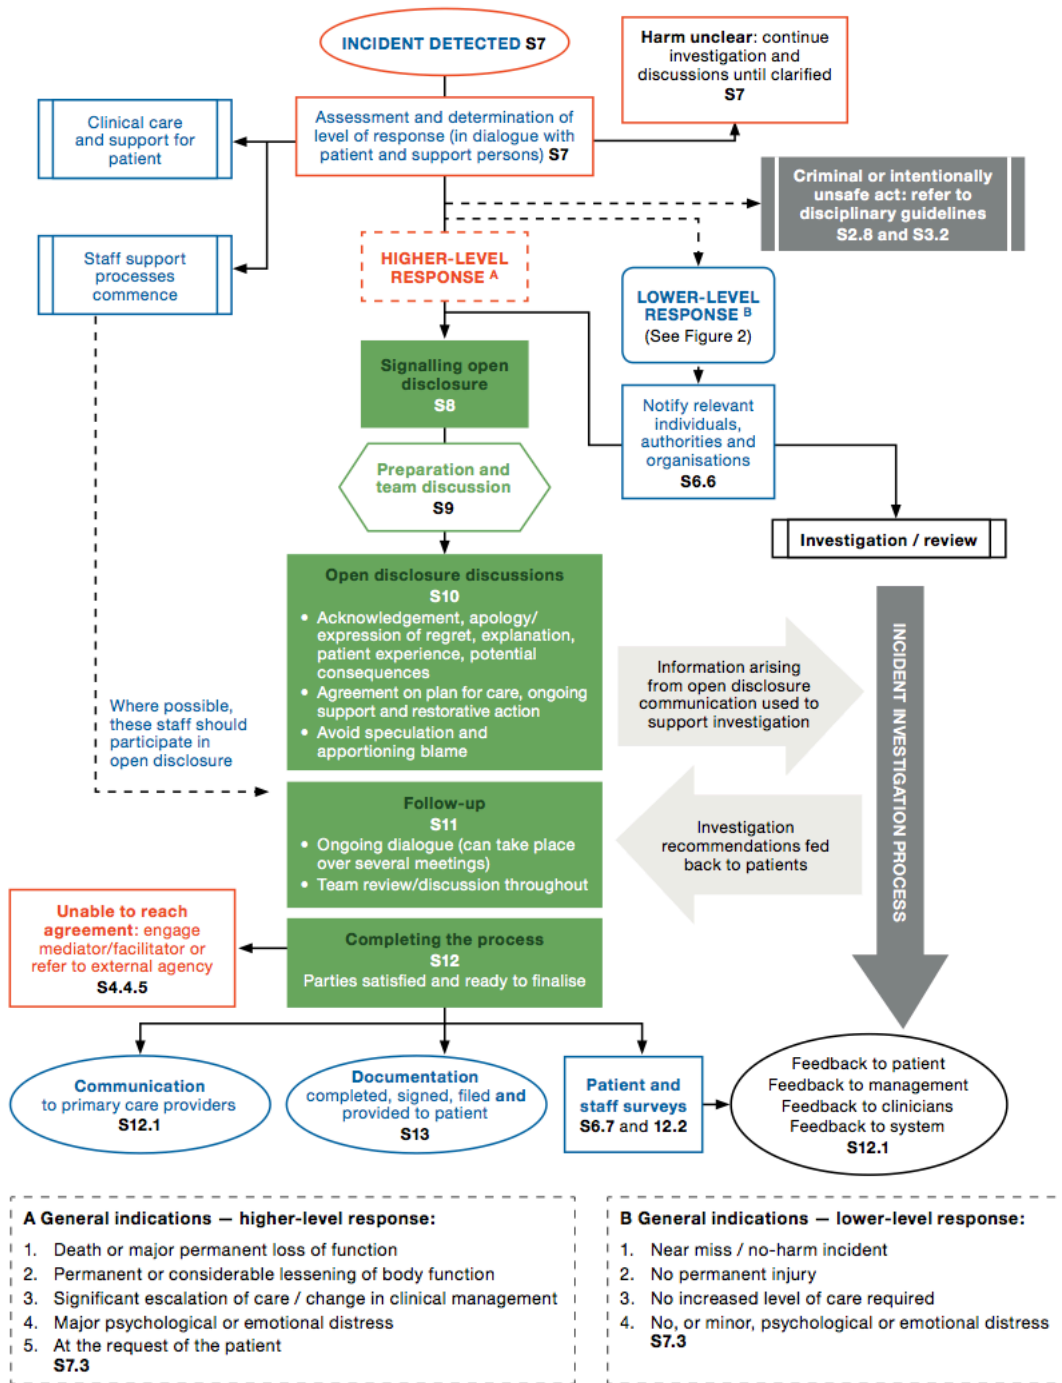 INCIDENT DETECTED S7
Harm unclear: continue
investigation and
discussions until clarified
S7
Clinical care
and support for
patient
Assessment and determination of
level of response (in dialogue with
patient and support persons) S7
Criminal or intentionally
unsafe act: refer to
disciplinary guidelines
S2.8 and S3.2
Staff support
processes
commence
HIGHER-LEVEL
RESPONSE A
LOWER-LEVEL
RESPONSE B
(See Figure 2)
Signalling open
disclosure
S8
Notify relevant
individuals,
authorities and
organisations
S6.6
Preparation and
team discussion
S9
Investigation / review
Open disclosure discussions
S10
• Acknowledgement, apology/
expression of regret, explanation,
patient experience, potential
consequences
• Agreement on plan for care, ongoing
support and restorative action
• Avoid speculation and
apportioning blame
Where possible,
these staff should
participate in
open disclosure
Information arising
from open disclosure
communication used to
support investigation
INCIDENT INVESTIGATION PROCESS
Follow-up
S11
• Ongoing dialogue (can take place
over several meetings)
• Team review/discussion throughout
Investigation
recommendations fed
back to patients
Unable to reach
agreement: engage
mediator/facilitator or
refer to external agency
S4.4.5
Completing the process
S12
Parties satisfied and ready to finalise
Communication
to primary care providers
S12.1
Documentation
completed, signed, filed and
provided to patient
S13
Patient and
staff surveys
S6.7 and 12.2
Feedback to patient
Feedback to management
Feedback to clinicians
Feedback to system
S12.1
A General indications — higher-level response:
1. Death or major permanent loss of function
2. Permanent or considerable lessening of body function
3. Significant escalation of care / change in clinical management
4. Major psychological or emotional distress
5. At the request of the patient
S7.3
B General indications — lower-level response:
1. Near miss / no-harm incident
2. No permanent injury
3. No increased level of care required
4. No, or minor, psychological or emotional distress
S7.3